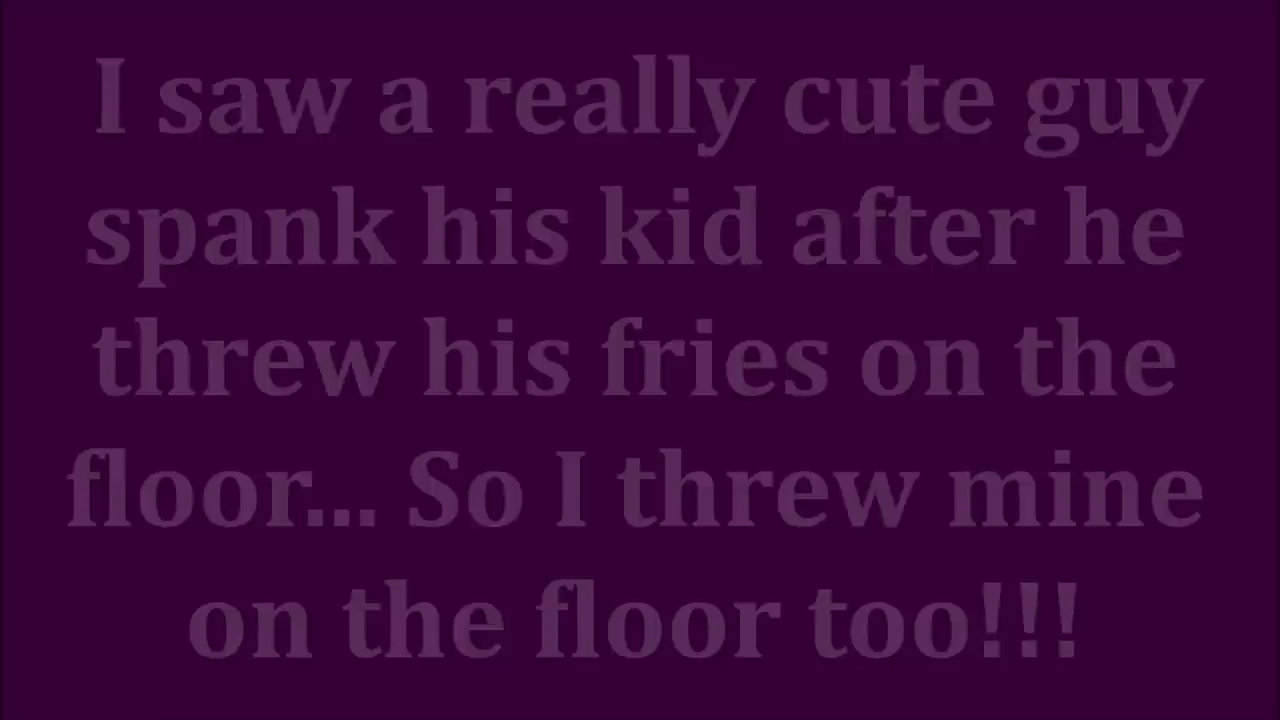 I saw a really cute guy
spank his kid after he
threw his fries on the
floor... So I threw mine
on the floor too!!!